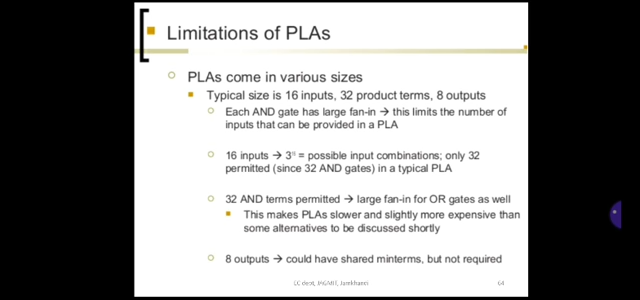 Limitations of PLAs
PLAs come in various sizes
Typical size is 16 inputs, 32 product terms, 8 outputs
Each AND gate has large fan-in → this limits the number of
inputs that can be provided in a PLA
16 inputs → 3 = possible input combinations; only 32
permitted (since 32 AND gates) in a typical PLA
32 AND terms permitted → large fan-in for OR gates as well
This makes PLAs slower and slightly more expensive than
some alternatives to be discussed shortly
8 outputs → could have shared minterms, but not required
Jamkhandi
64